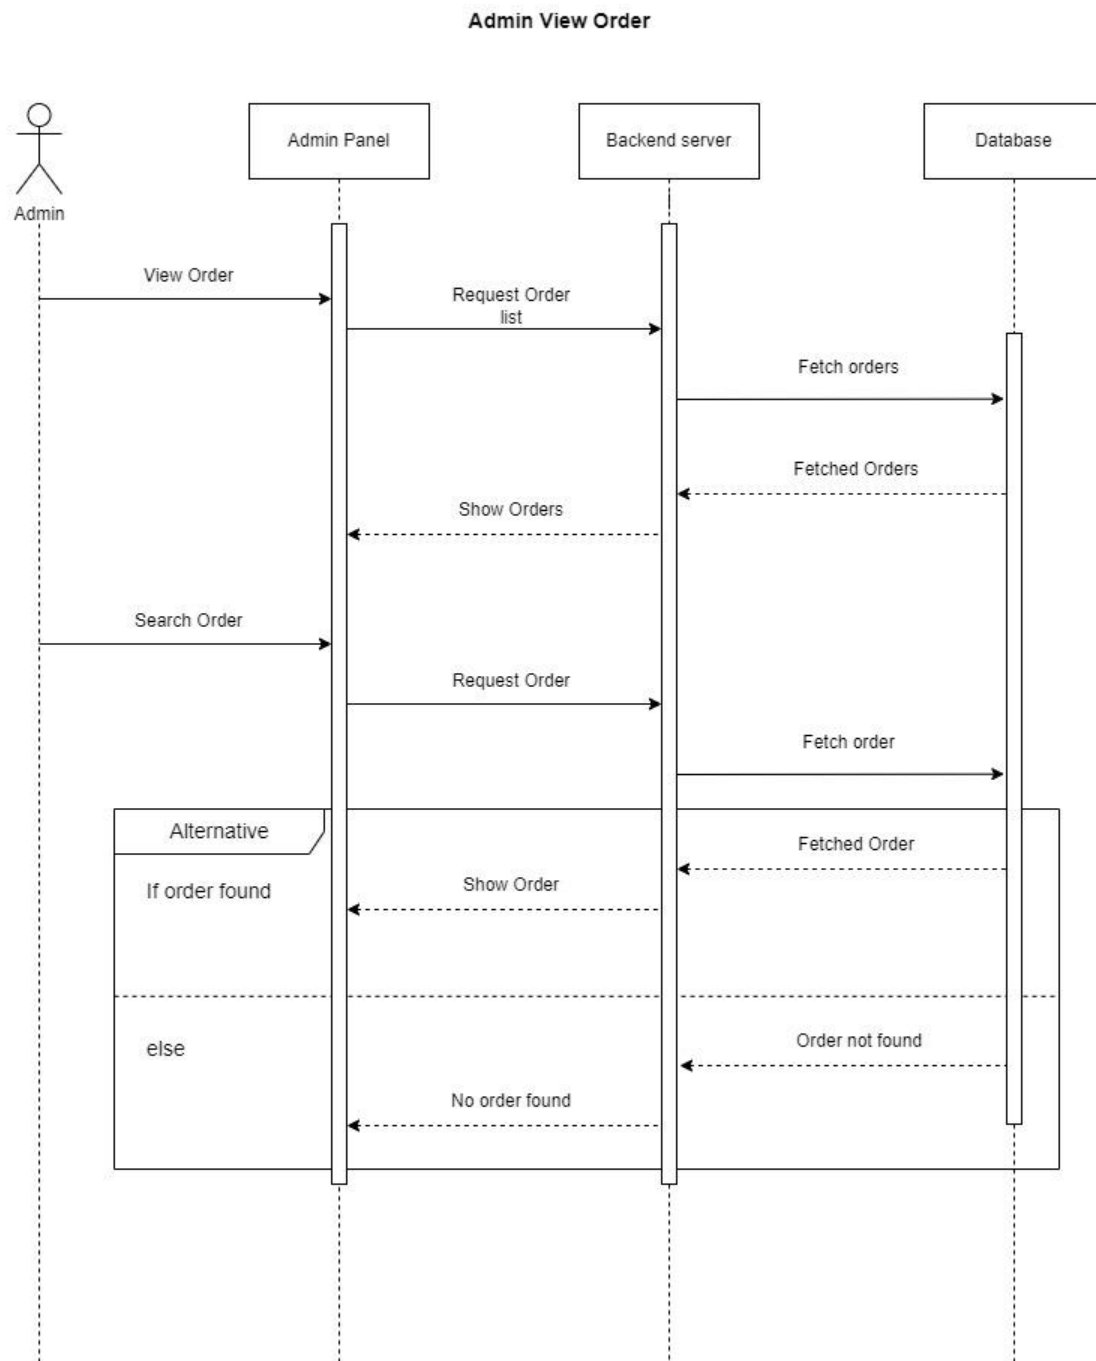 Admin View Order
Admin Panel
Backend server
Database
Admin
View Order
Request Order
list
Fetch orders
Fetched Orders
Show Orders
Search Order
Request Order
Fetch order
Alternative
Fetched Order
If order found
Show Order
else
Order not found
No order found